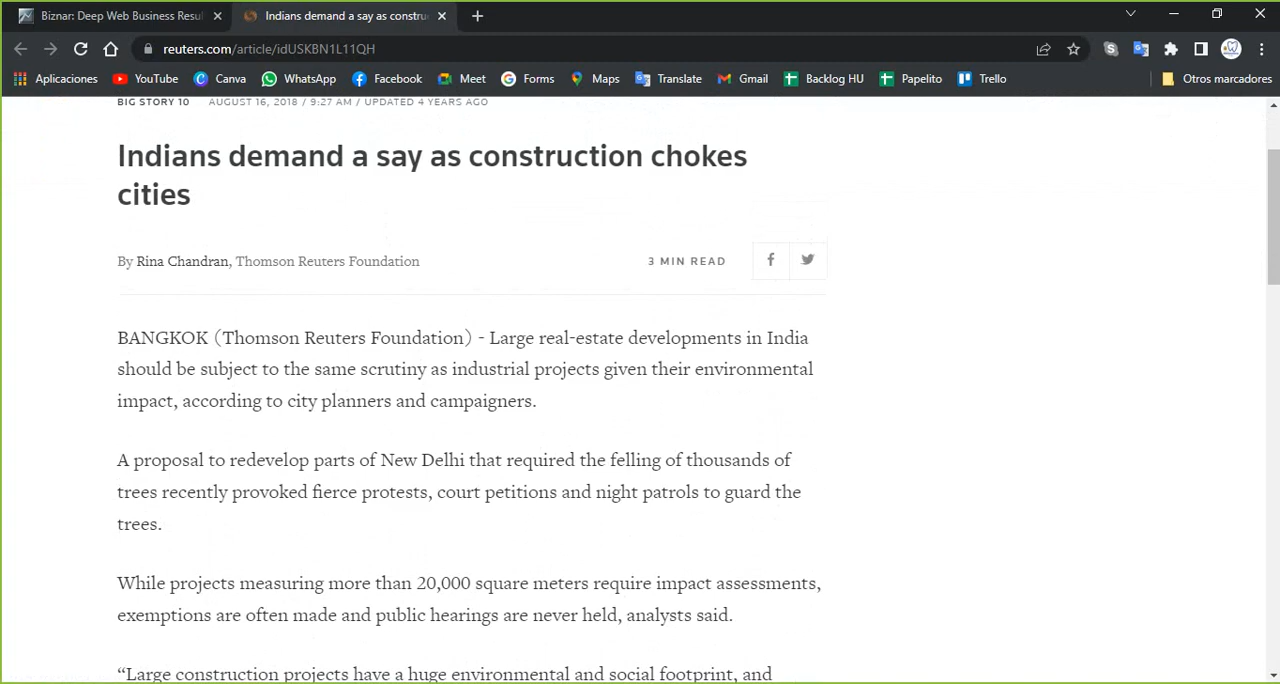 Biznar: Deep Web Business Resul
Indians demand a say as constru
reuters.com/article/idUSKBN1L11QH
Aplicaciones YouTube Canva WhatsApp Facebook Meet Forms Maps Translate Gmail Backlog HU Papelito Trello Otros marcadores
BIG STORY 10 AUGUST 16, 2018 / 9:27 AM / UPDATED 4 YEARS AGO
Indians demand a say as construction chokes
cities
By Rina Chandran, Thomson Reuters Foundation 3 MIN READ
BANGKOK (Thomson Reuters Foundation) - Large real-estate developments in India
should be subject to the same scrutiny as industrial projects given their environmental
impact, according to city planners and campaigners.
A proposal to redevelop parts of New Delhi that required the felling of thousands of
trees recently provoked fierce protests, court petitions and night patrols to guard the
trees.
While projects measuring more than 20,000 square meters require impact assessments,
exemptions are often made and public hearings are never held, analysts said.
“Large construction projects have a huge environmental and social footprint, and